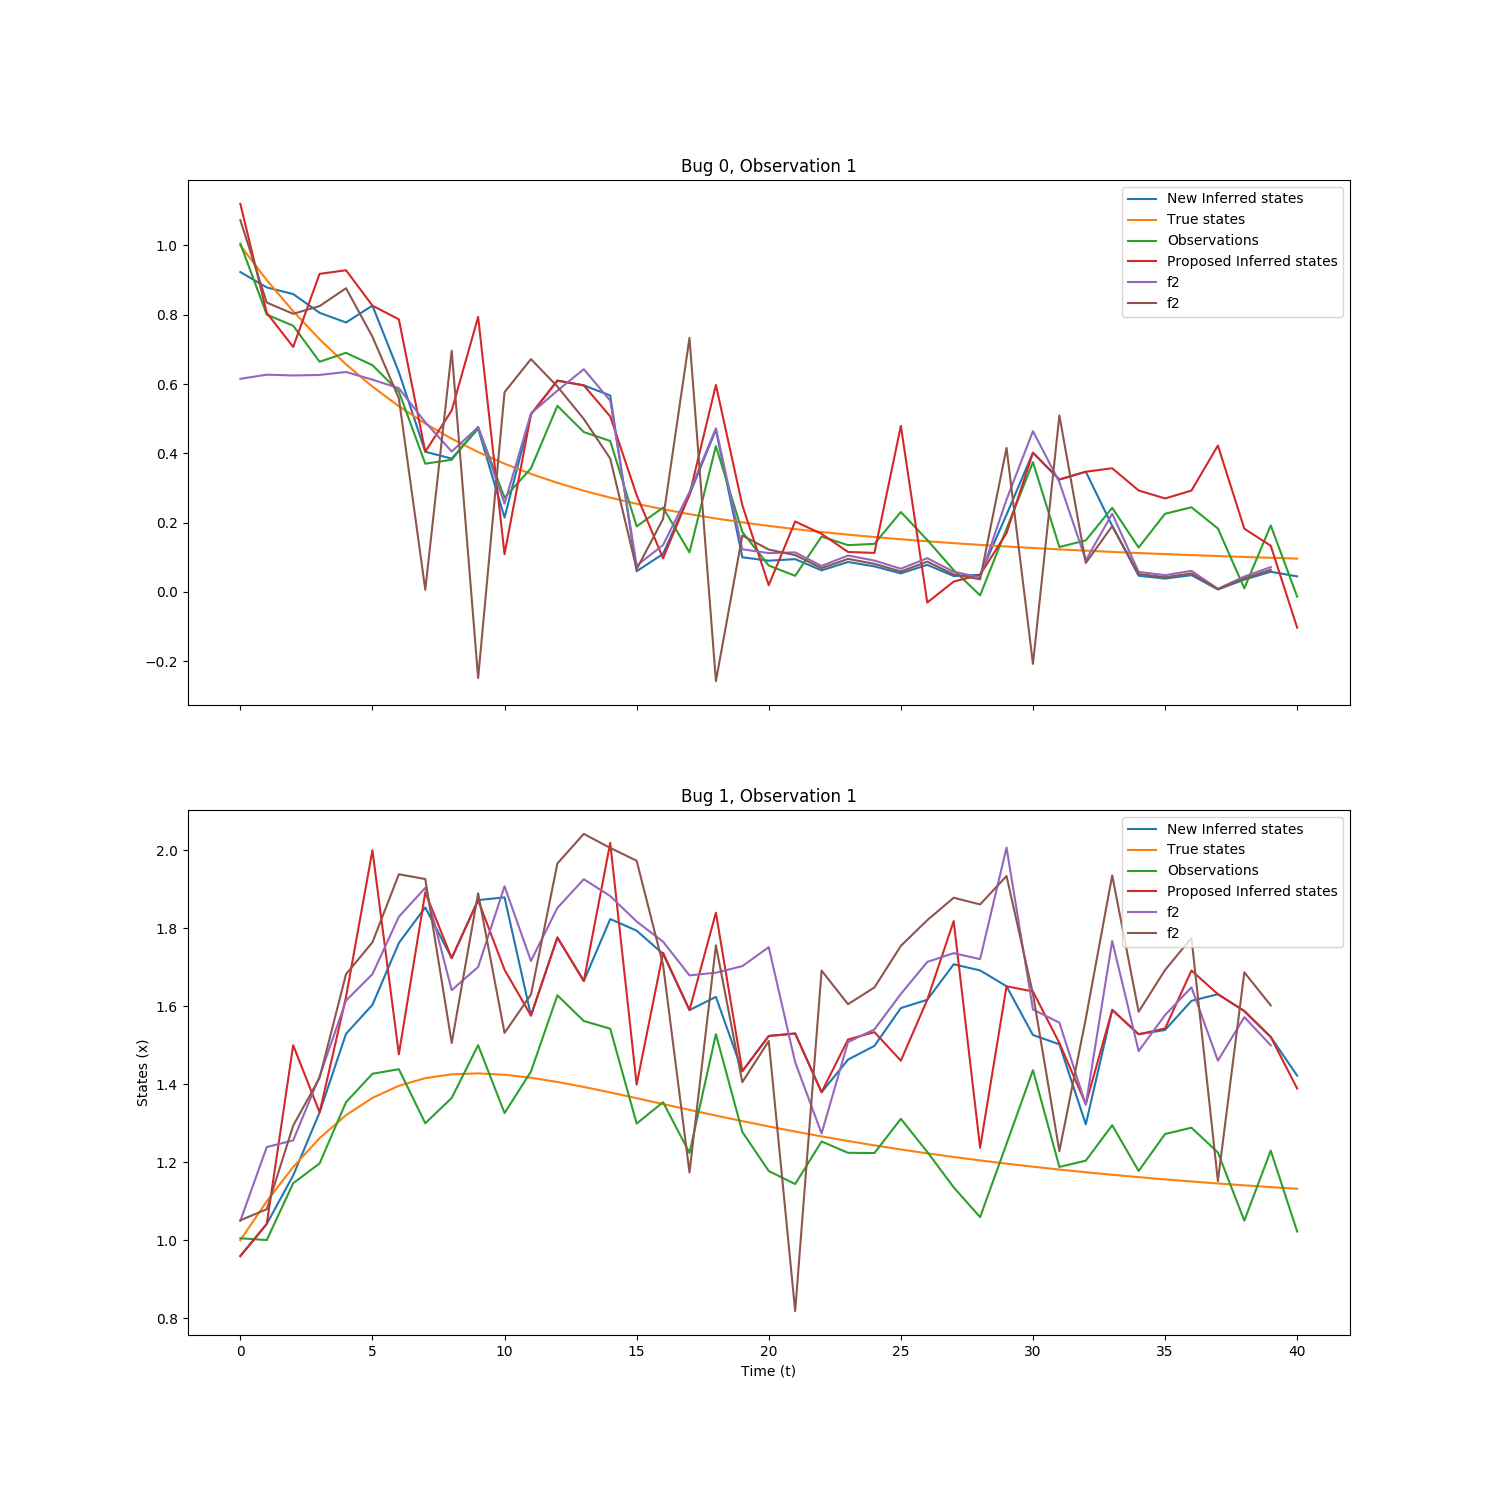 Bug 0, Observation 1
New Inferred states
True states
Observations
Proposed Inferred states
f2
f2
1.0
0.8
0.6
0.4
0.2
0.0
−0.2
Bug 1, Observation 1
New Inferred states
True states
Observations
Proposed Inferred states
f2
f2
States (x)
2.0
1.8
1.6
1.4
1.2
1.0
0.8
0 5 10 15 20 25 30 35 40
Time (t)